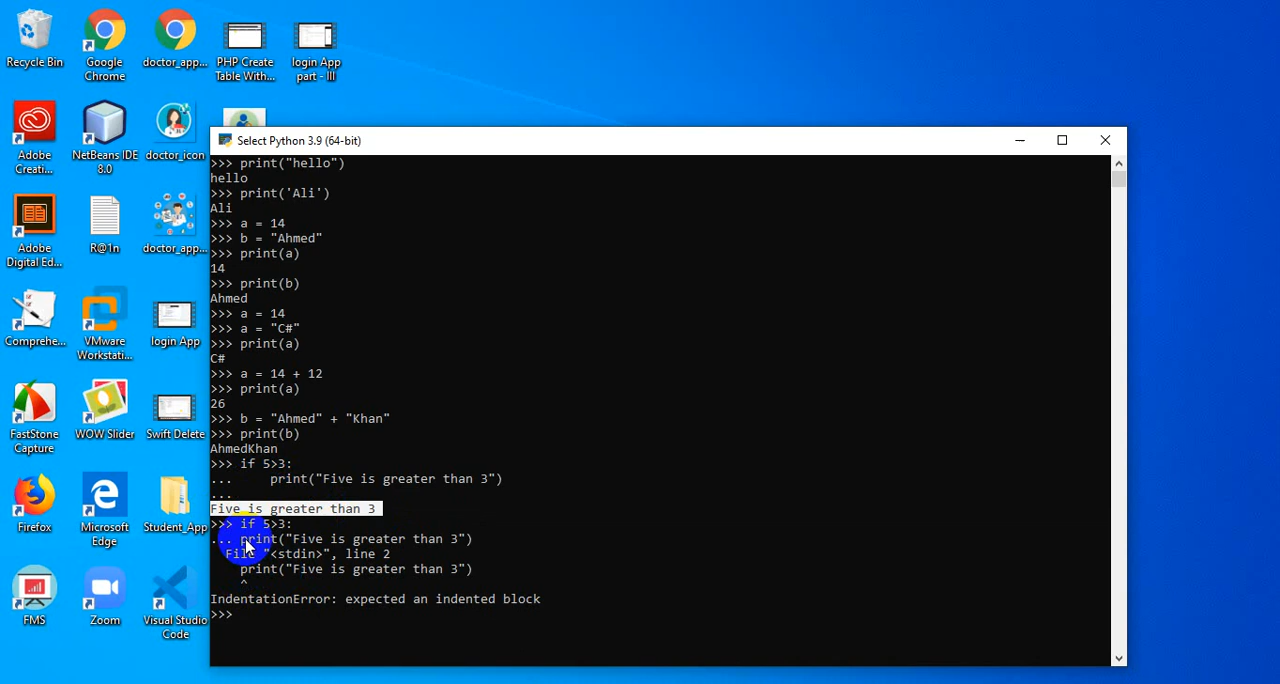 Recycle Bin
Google
Chrome
doctor_app...
PHP Create
Table With...
login App
part - III
Adobe
Creati...
NetBeans IDE
8.0
doctor_icon
Adobe
Digital Ed...
R@1n
doctor_app...
Comprehe...
VMware
Workstati...
login App
FastStone
Capture
WOW Slider
Swift Delete
Firefox
Microsoft
Edge
Student_App
FMS
Zoom
Visual Studio
Code
Select Python 3.9 (64-bit)
>>> print("hello")
hello
>>> print('Ali')
Ali
>>> a = 14
>>> b = "Ahmed"
>>> print(a)
14
>>> print(b)
Ahmed
>>> a = 14
>>> a = "C#"
>>> print(a)
C#
>>> a = 14 + 12
>>> print(a)
26
>>> b = "Ahmed" + "Khan"
>>> print(b)
AhmedKhan
>>> if 5>3:
...     print("Five is greater than 3")
...
Five is greater than 3
>>> if 5>3:
... print("Five is greater than 3")
  File "<stdin>", line 2
    print("Five is greater than 3")
    ^
IndentationError: expected an indented block
>>>